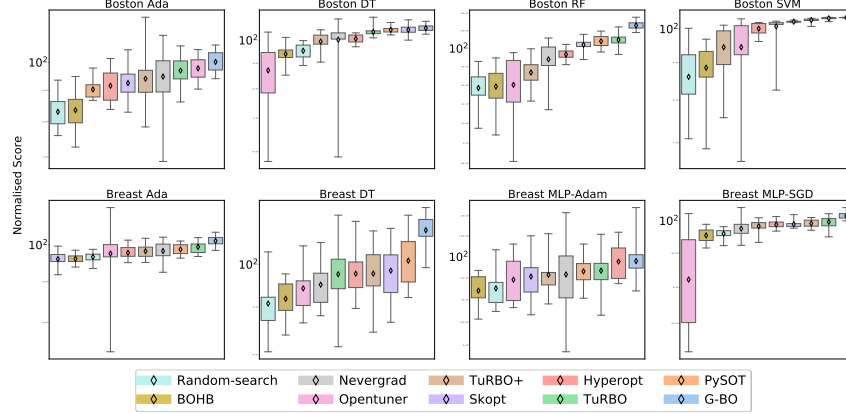 Boston Ada
Boston DT
Boston RF
Boston SVM
10²
10²
10²
10²
Normalised Score
Breast Ada
Breast DT
Breast MLP-Adam
Breast MLP-SGD
10²
10²
10²
10²
Random-search
Nevergrad
TuRBO+
Hyperopt
PySOT
BOHB
Opentuner
Skopt
TuRBO
G-BO